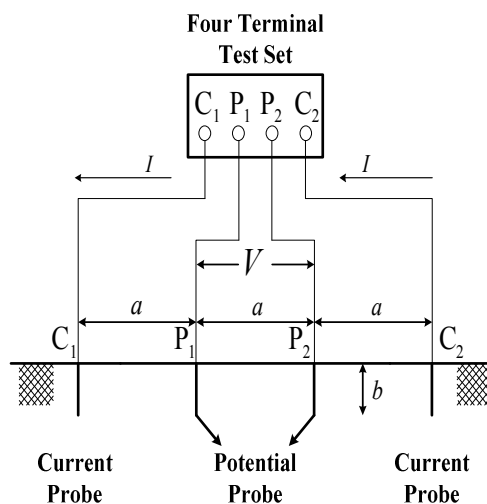 Four Terminal
Test Set
C₁ P₁ P₂ C₂
I I
V
a a a
C₁ P₁ P₂ C₂
b
Current Potential Current
Probe Probe Probe